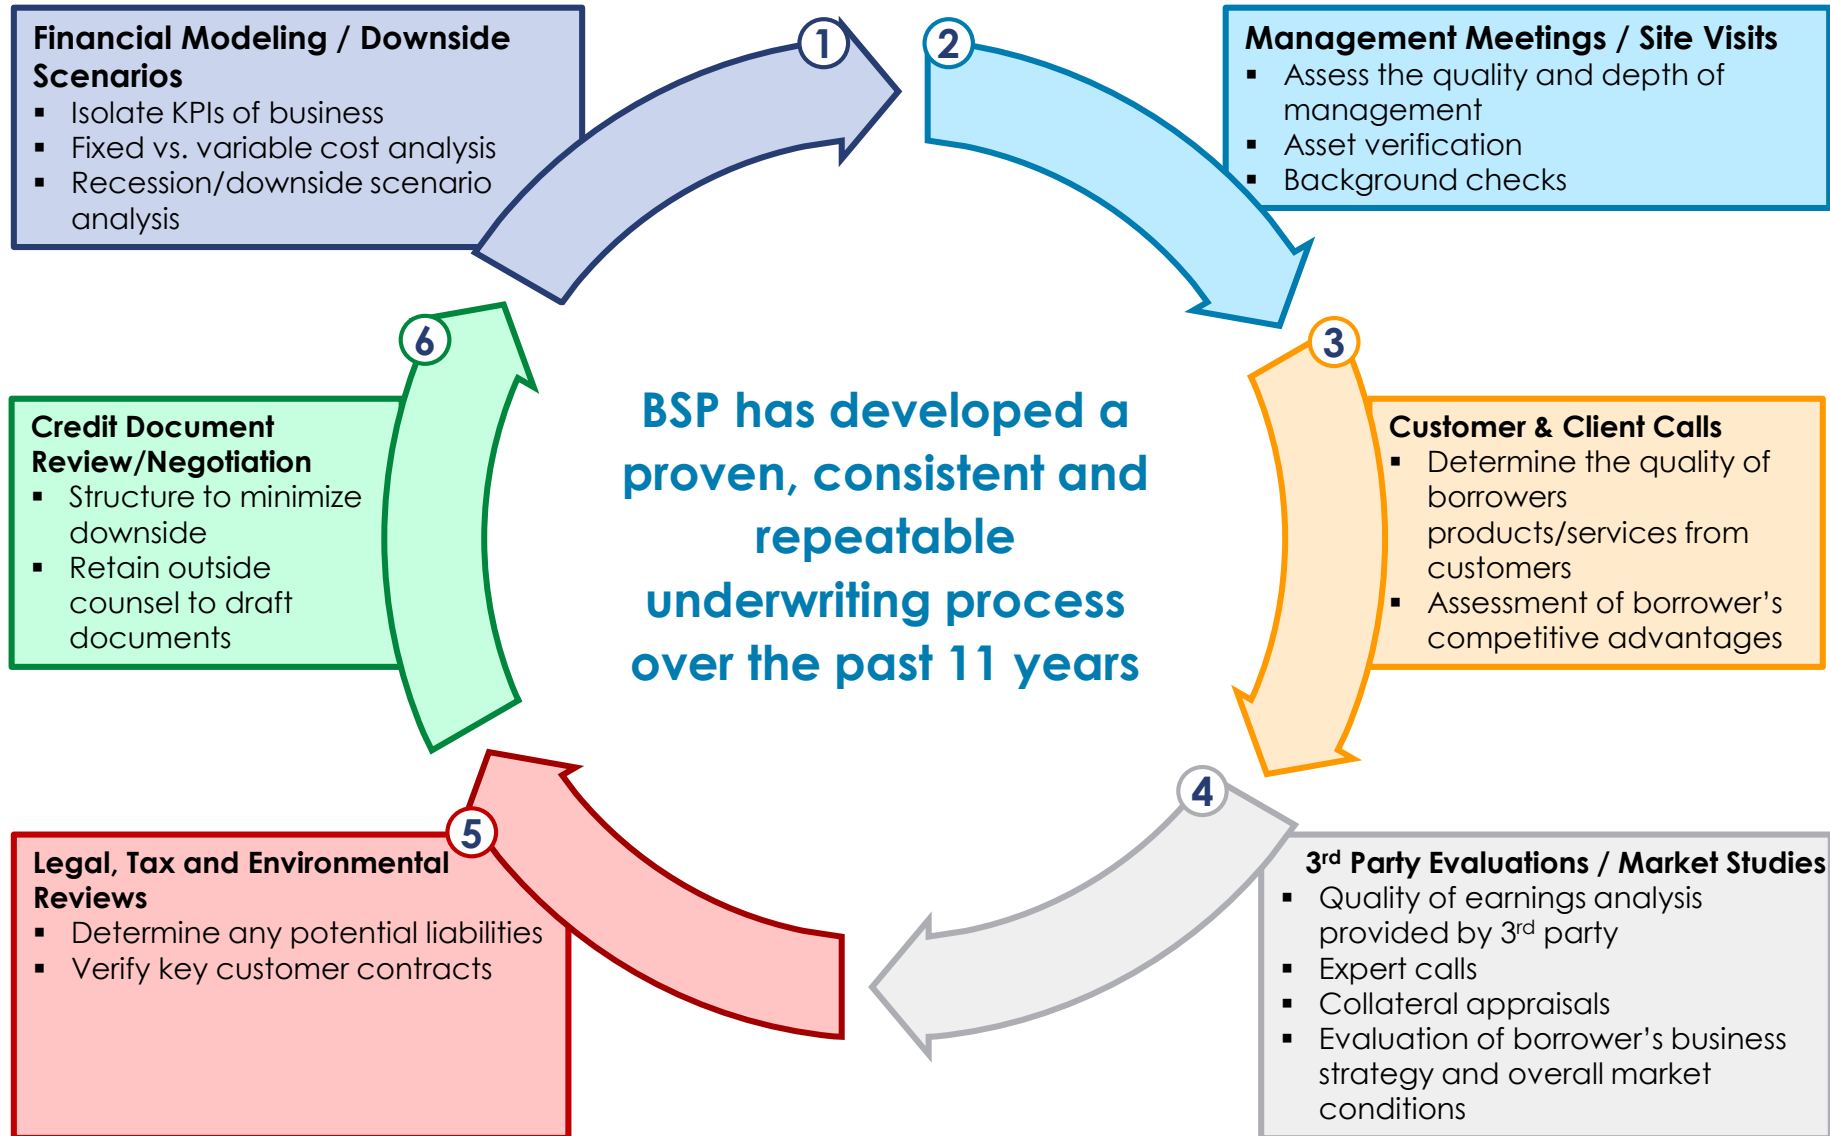 Financial Modeling / Downside
Scenarios
▪ Isolate KPIs of business
▪ Fixed vs. variable cost analysis
▪ Recession/downside scenario
analysis
1
2
Management Meetings / Site Visits
▪ Assess the quality and depth of
management
▪ Asset verification
▪ Background checks
3
Customer & Client Calls
▪ Determine the quality of
borrowers
products/services from
customers
▪ Assessment of borrower’s
competitive advantages
4
3rd Party Evaluations / Market Studies
▪ Quality of earnings analysis
provided by 3rd party
▪ Expert calls
▪ Collateral appraisals
▪ Evaluation of borrower’s business
strategy and overall market
conditions
5
Legal, Tax and Environmental
Reviews
▪ Determine any potential liabilities
▪ Verify key customer contracts
6
Credit Document
Review/Negotiation
▪ Structure to minimize
downside
▪ Retain outside
counsel to draft
documents
BSP has developed a
proven, consistent and
repeatable
underwriting process
over the past 11 years